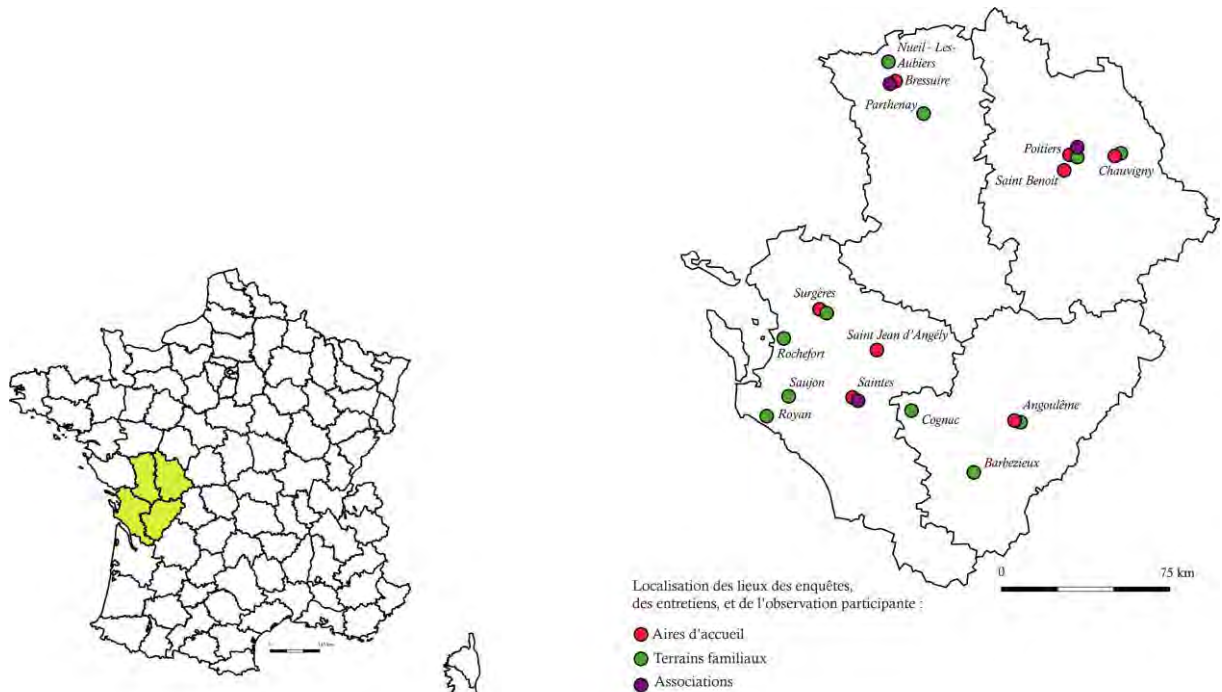 Nueil - Les-
Aubiers
Bressuire
Parthenay
Poitiers
Saint Benoit
Chauvigny
Surgères
Saint Jean d'Angély
Rochefort
Saujon
Saintes
Royan
Cognac
Angoulême
Barbezieux
0 75 km
Localisation des lieux des enquêtes,
des entretiens, et de l'observation participante :
Aires d'accueil
Terrains familiaux
Associations